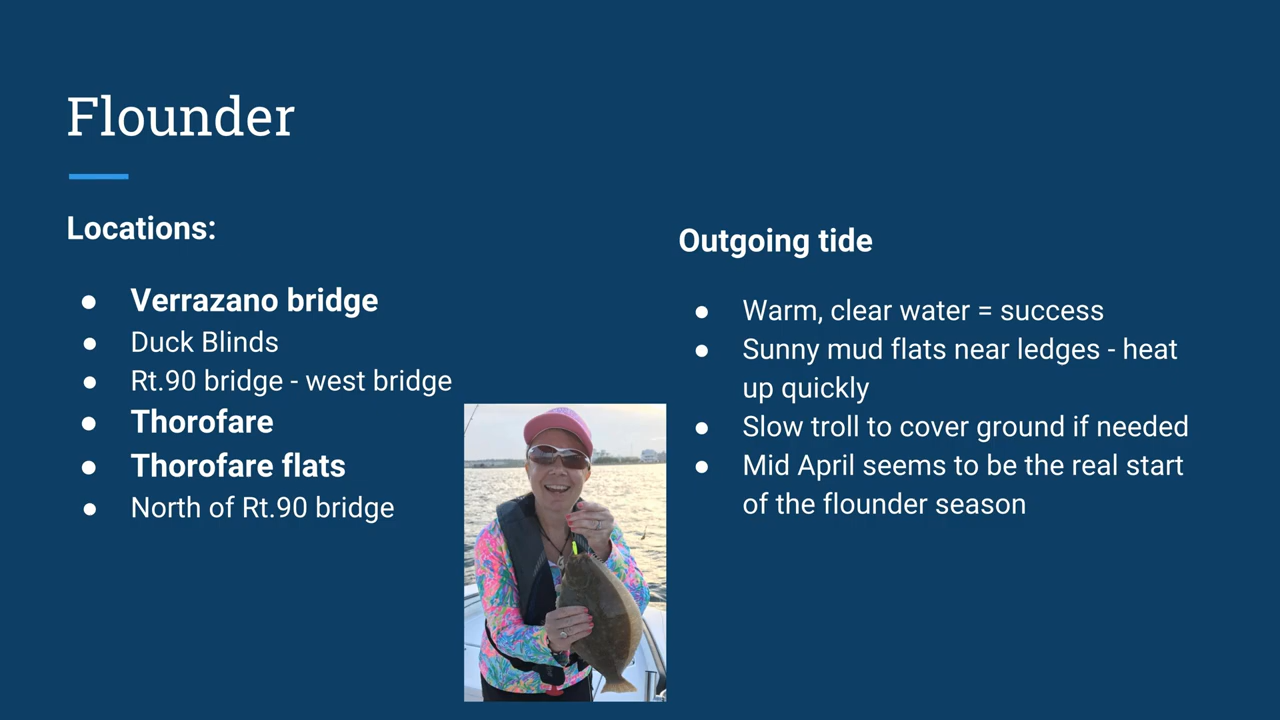 Flounder
Locations:
● Verrazano bridge
● Duck Blinds
● Rt.90 bridge - west bridge
● Thorofare
● Thorofare flats
● North of Rt.90 bridge
Outgoing tide
● Warm, clear water = success
● Sunny mud flats near ledges - heat
up quickly
● Slow troll to cover ground if needed
● Mid April seems to be the real start
of the flounder season